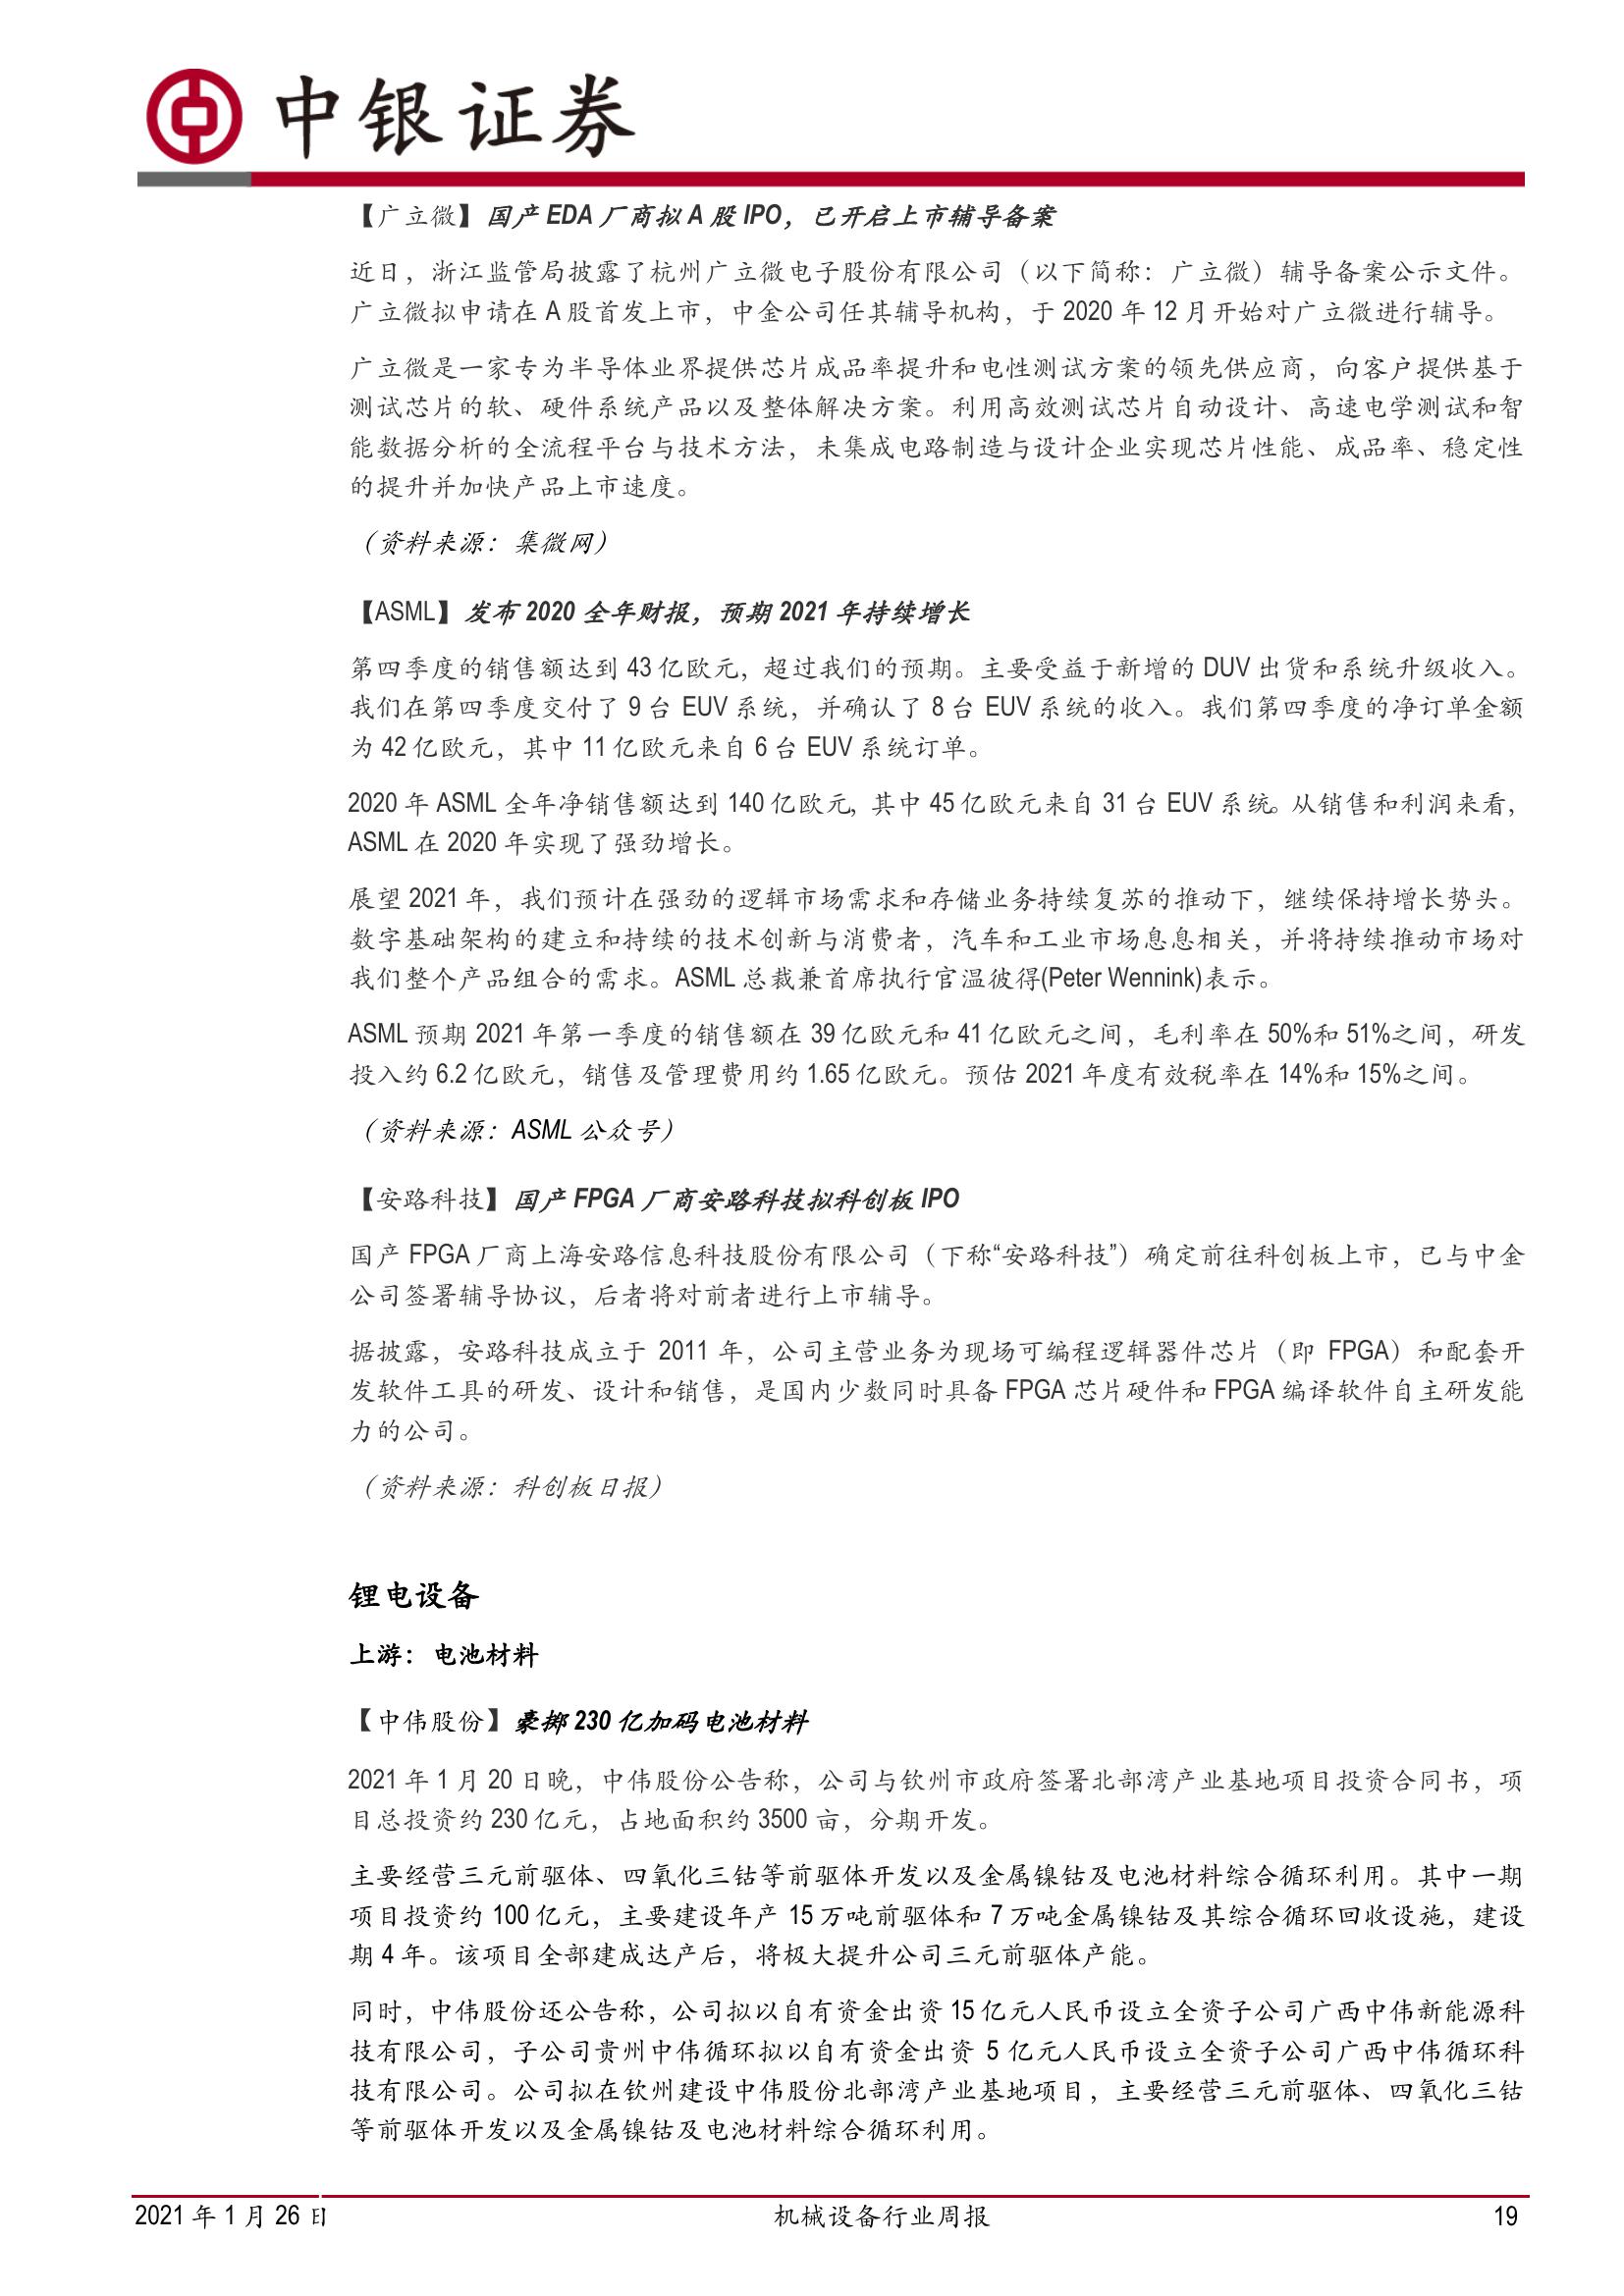 中银证券
【广立微】国产 EDA 厂商拟 A 股 IPO，已开启上市辅导备案
近日，浙江监管局披露了杭州广立微电子股份有限公司（以下简称：广立微）辅导备案公示文件。
广立微拟申请在 A 股首发上市，中金公司任其辅导机构，于 2020 年 12 月开始对广立微进行辅导。
广立微是一家专为半导体业界提供芯片成品率提升和电性测试方案的领先供应商，向客户提供基于
测试芯片的软、硬件系统产品以及整体解决方案。利用高效测试芯片自动设计、高速电学测试和智
能数据分析的全流程平台与技术方法，未集成电路制造与设计企业实现芯片性能、成品率、稳定性
的提升并加快产品上市速度。
（资料来源：集微网）
【ASML】发布 2020 全年财报，预期 2021 年持续增长
第四季度的销售额达到 43 亿欧元，超过我们的预期。主要受益于新增的 DUV 出货和系统升级收入。
我们在第四季度交付了 9 台 EUV 系统，并确认了 8 台 EUV 系统的收入。我们第四季度的净订单金额
为 42 亿欧元，其中 11 亿欧元来自 6 台 EUV 系统订单。
2020 年 ASML 全年净销售额达到 140 亿欧元，其中 45 亿欧元来自 31 台 EUV 系统。从销售和利润来看，
ASML 在 2020 年实现了强劲增长。
展望 2021 年，我们预计在强劲的逻辑市场需求和存储业务持续复苏的推动下，继续保持增长势头。
数字基础架构的建立和持续的技术创新与消费者，汽车和工业市场息息相关，并将持续推动市场对
我们整个产品组合的需求。ASML 总裁兼首席执行官温彼得(Peter Wennink)表示。
ASML 预期 2021 年第一季度的销售额在 39 亿欧元和 41 亿欧元之间，毛利率在 50%和 51%之间，研发
投入约 6.2 亿欧元，销售及管理费用约 1.65 亿欧元。预估 2021 年度有效税率在 14%和 15%之间。
（资料来源：ASML 公众号）
【安路科技】国产 FPGA 厂商安路科技拟科创板 IPO
国产 FPGA 厂商上海安路信息科技股份有限公司（下称“安路科技”）确定前往科创板上市，已与中金
公司签署辅导协议，后者将对前者进行上市辅导。
据披露，安路科技成立于 2011 年，公司主营业务为现场可编程逻辑器件芯片（即 FPGA）和配套开
发软件工具的研发、设计和销售，是国内少数同时具备 FPGA 芯片硬件和 FPGA 编译软件自主研发能
力的公司。
（资料来源：科创板日报）
锂电设备
上游：电池材料
【中伟股份】豪掷 230 亿加码电池材料
2021 年 1 月 20 日晚，中伟股份公告称，公司与钦州市政府签署北部湾产业基地项目投资合同书，项
目总投资约 230 亿元，占地面积约 3500 亩，分期开发。
主要经营三元前驱体、四氧化三钴等前驱体开发以及金属镍钴及电池材料综合循环利用。其中一期
项目投资约 100 亿元，主要建设年产 15 万吨前驱体和 7 万吨金属镍钴及其综合循环回收设施，建设
期 4 年。该项目全部建成达产后，将极大提升公司三元前驱体产能。
同时，中伟股份还公告称，公司拟以自有资金出资 15 亿元人民币设立全资子公司广西中伟新能源科
技有限公司，子公司贵州中伟循环拟以自有资金出资 5 亿元人民币设立全资子公司广西中伟循环科
技有限公司。公司拟在钦州建设中伟股份北部湾产业基地项目，主要经营三元前驱体、四氧化三钴
等前驱体开发以及金属镍钴及电池材料综合循环利用。
2021 年 1 月 26 日
机械设备行业周报
19